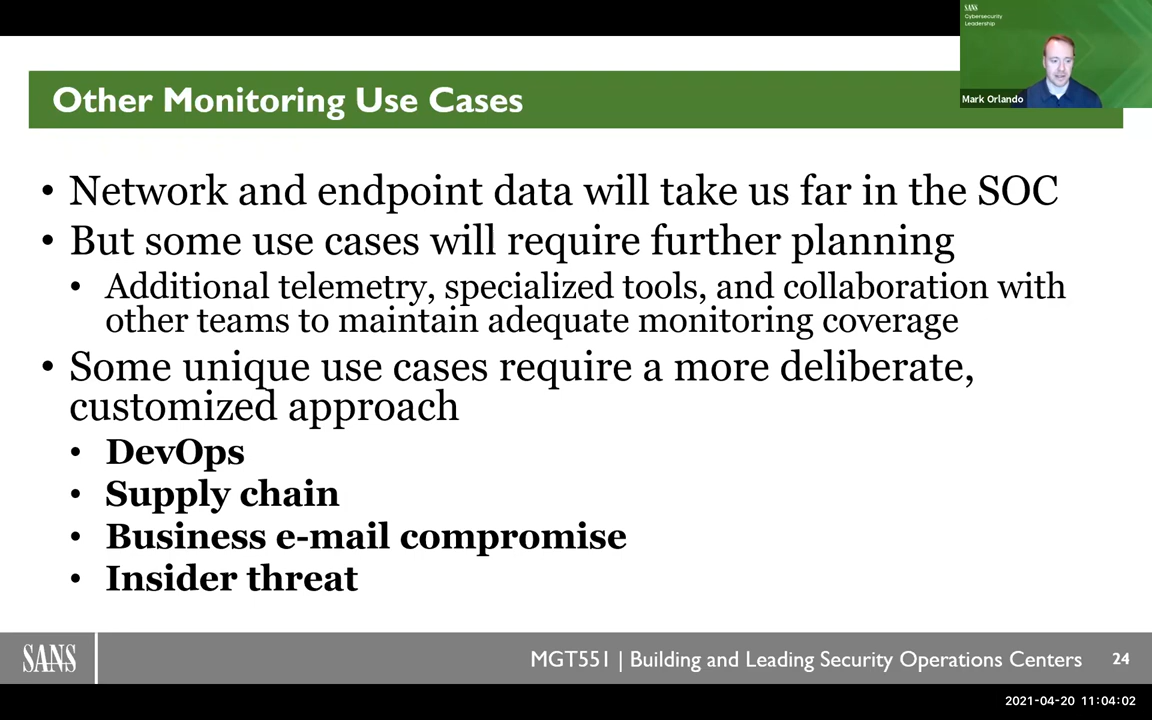 SANS
Cybersecurity
Leadership
Mark Orlando
Other Monitoring Use Cases
• Network and endpoint data will take us far in the SOC
• But some use cases will require further planning
• Additional telemetry, specialized tools, and collaboration with
other teams to maintain adequate monitoring coverage
• Some unique use cases require a more deliberate,
customized approach
• DevOps
• Supply chain
• Business e-mail compromise
• Insider threat
SANS
MGT551 | Building and Leading Security Operations Centers
24
2021-04-20 11:04:02